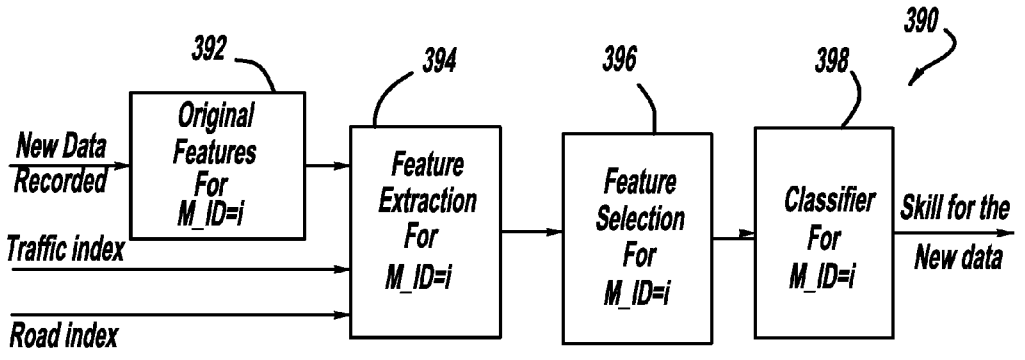 390
392
394
396
398
Original
Features
For
M_ID=i
New Data
Recorded
Feature
Extraction
For
M_ID=i
Feature
Selection
For
M_ID=i
Classifier
For
M_ID=i
Skill for the
New data
Traffic index
Road index